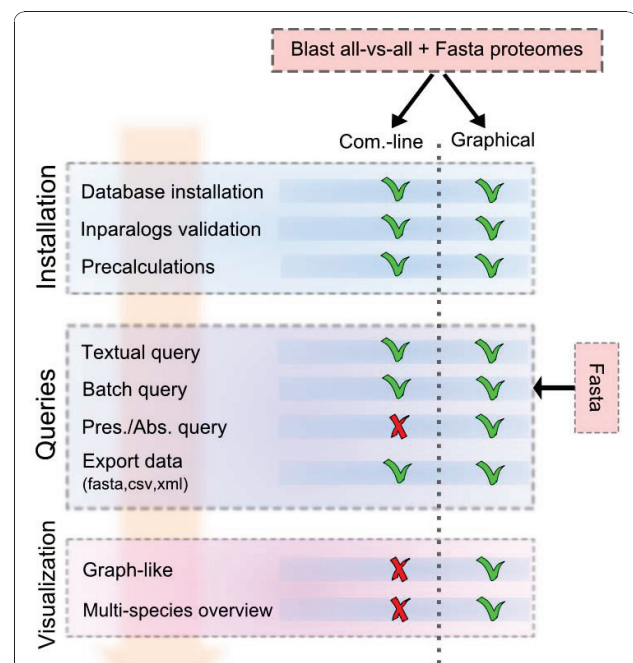 Blast all-vs-all + Fasta proteomes
Com.-line
Graphical
Installation
Database installation
Inparalogs validation
Precalculations
Queries
Textual query
Batch query
Pres./Abs. query
Export data
(fasta,csv,xml)
Fasta
Visualization
Graph-like
Multi-species overview